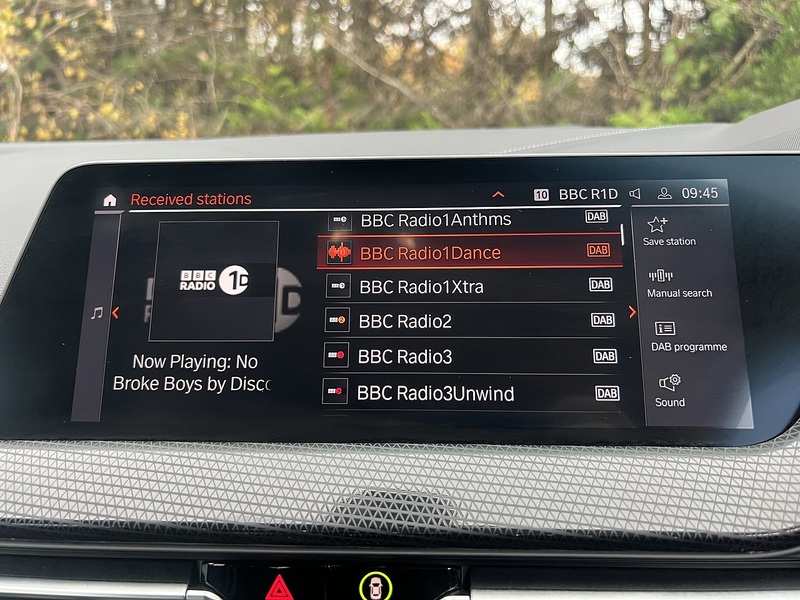 Received stations
10 BBC R1D 09:45
BBC
RADIO 1D
Now Playing: No
Broke Boys by Disco
BBC Radio1Anthms DAB
BBC Radio1Dance DAB
BBC Radio1Xtra DAB
BBC Radio2 DAB
BBC Radio3 DAB
BBC Radio3Unwind DAB
Save station
Manual search
DAB programme
Sound